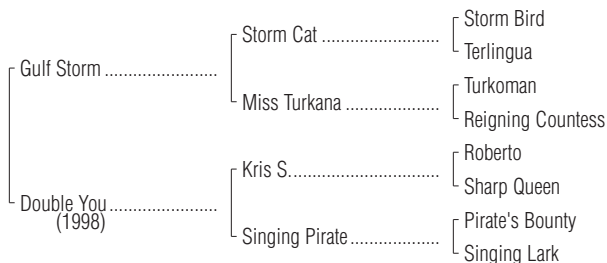 Storm Bird
Storm Cat ........................
Terlingua
Gulf Storm .......................
Turkoman
Miss Turkana ...................
Reigning Countess
Roberto
Kris S. .............................
Sharp Queen
Double You ......................
(1998)
Pirate's Bounty
Singing Pirate ..................
Singing Lark